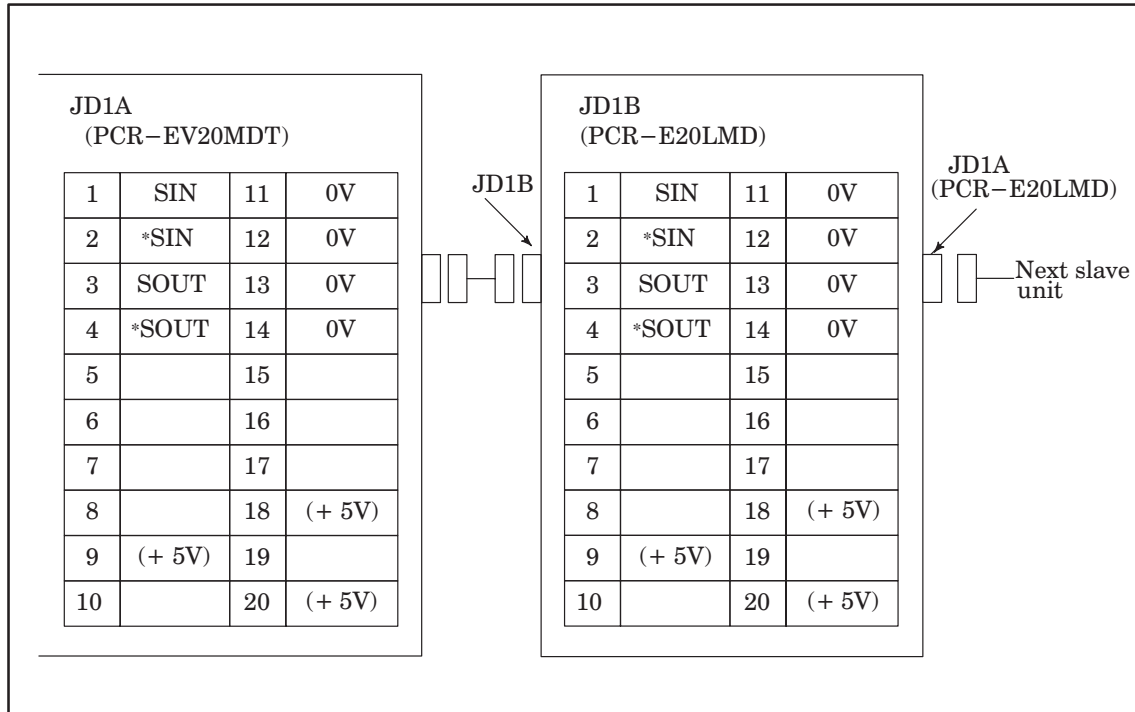 JD1A
(PCR−EV20MDT)
1 SIN 11 0V
2 *SIN 12 0V
3 SOUT 13 0V
4 *SOUT 14 0V
5 15
6 16
7 17
8 18 (+ 5V)
9 (+ 5V) 19
10 20 (+ 5V)
JD1B
JD1B
(PCR−E20LMD)
1 SIN 11 0V
2 *SIN 12 0V
3 SOUT 13 0V
4 *SOUT 14 0V
5 15
6 16
7 17
8 18 (+ 5V)
9 (+ 5V) 19
10 20 (+ 5V)
JD1A
(PCR−E20LMD)
Next slave
unit